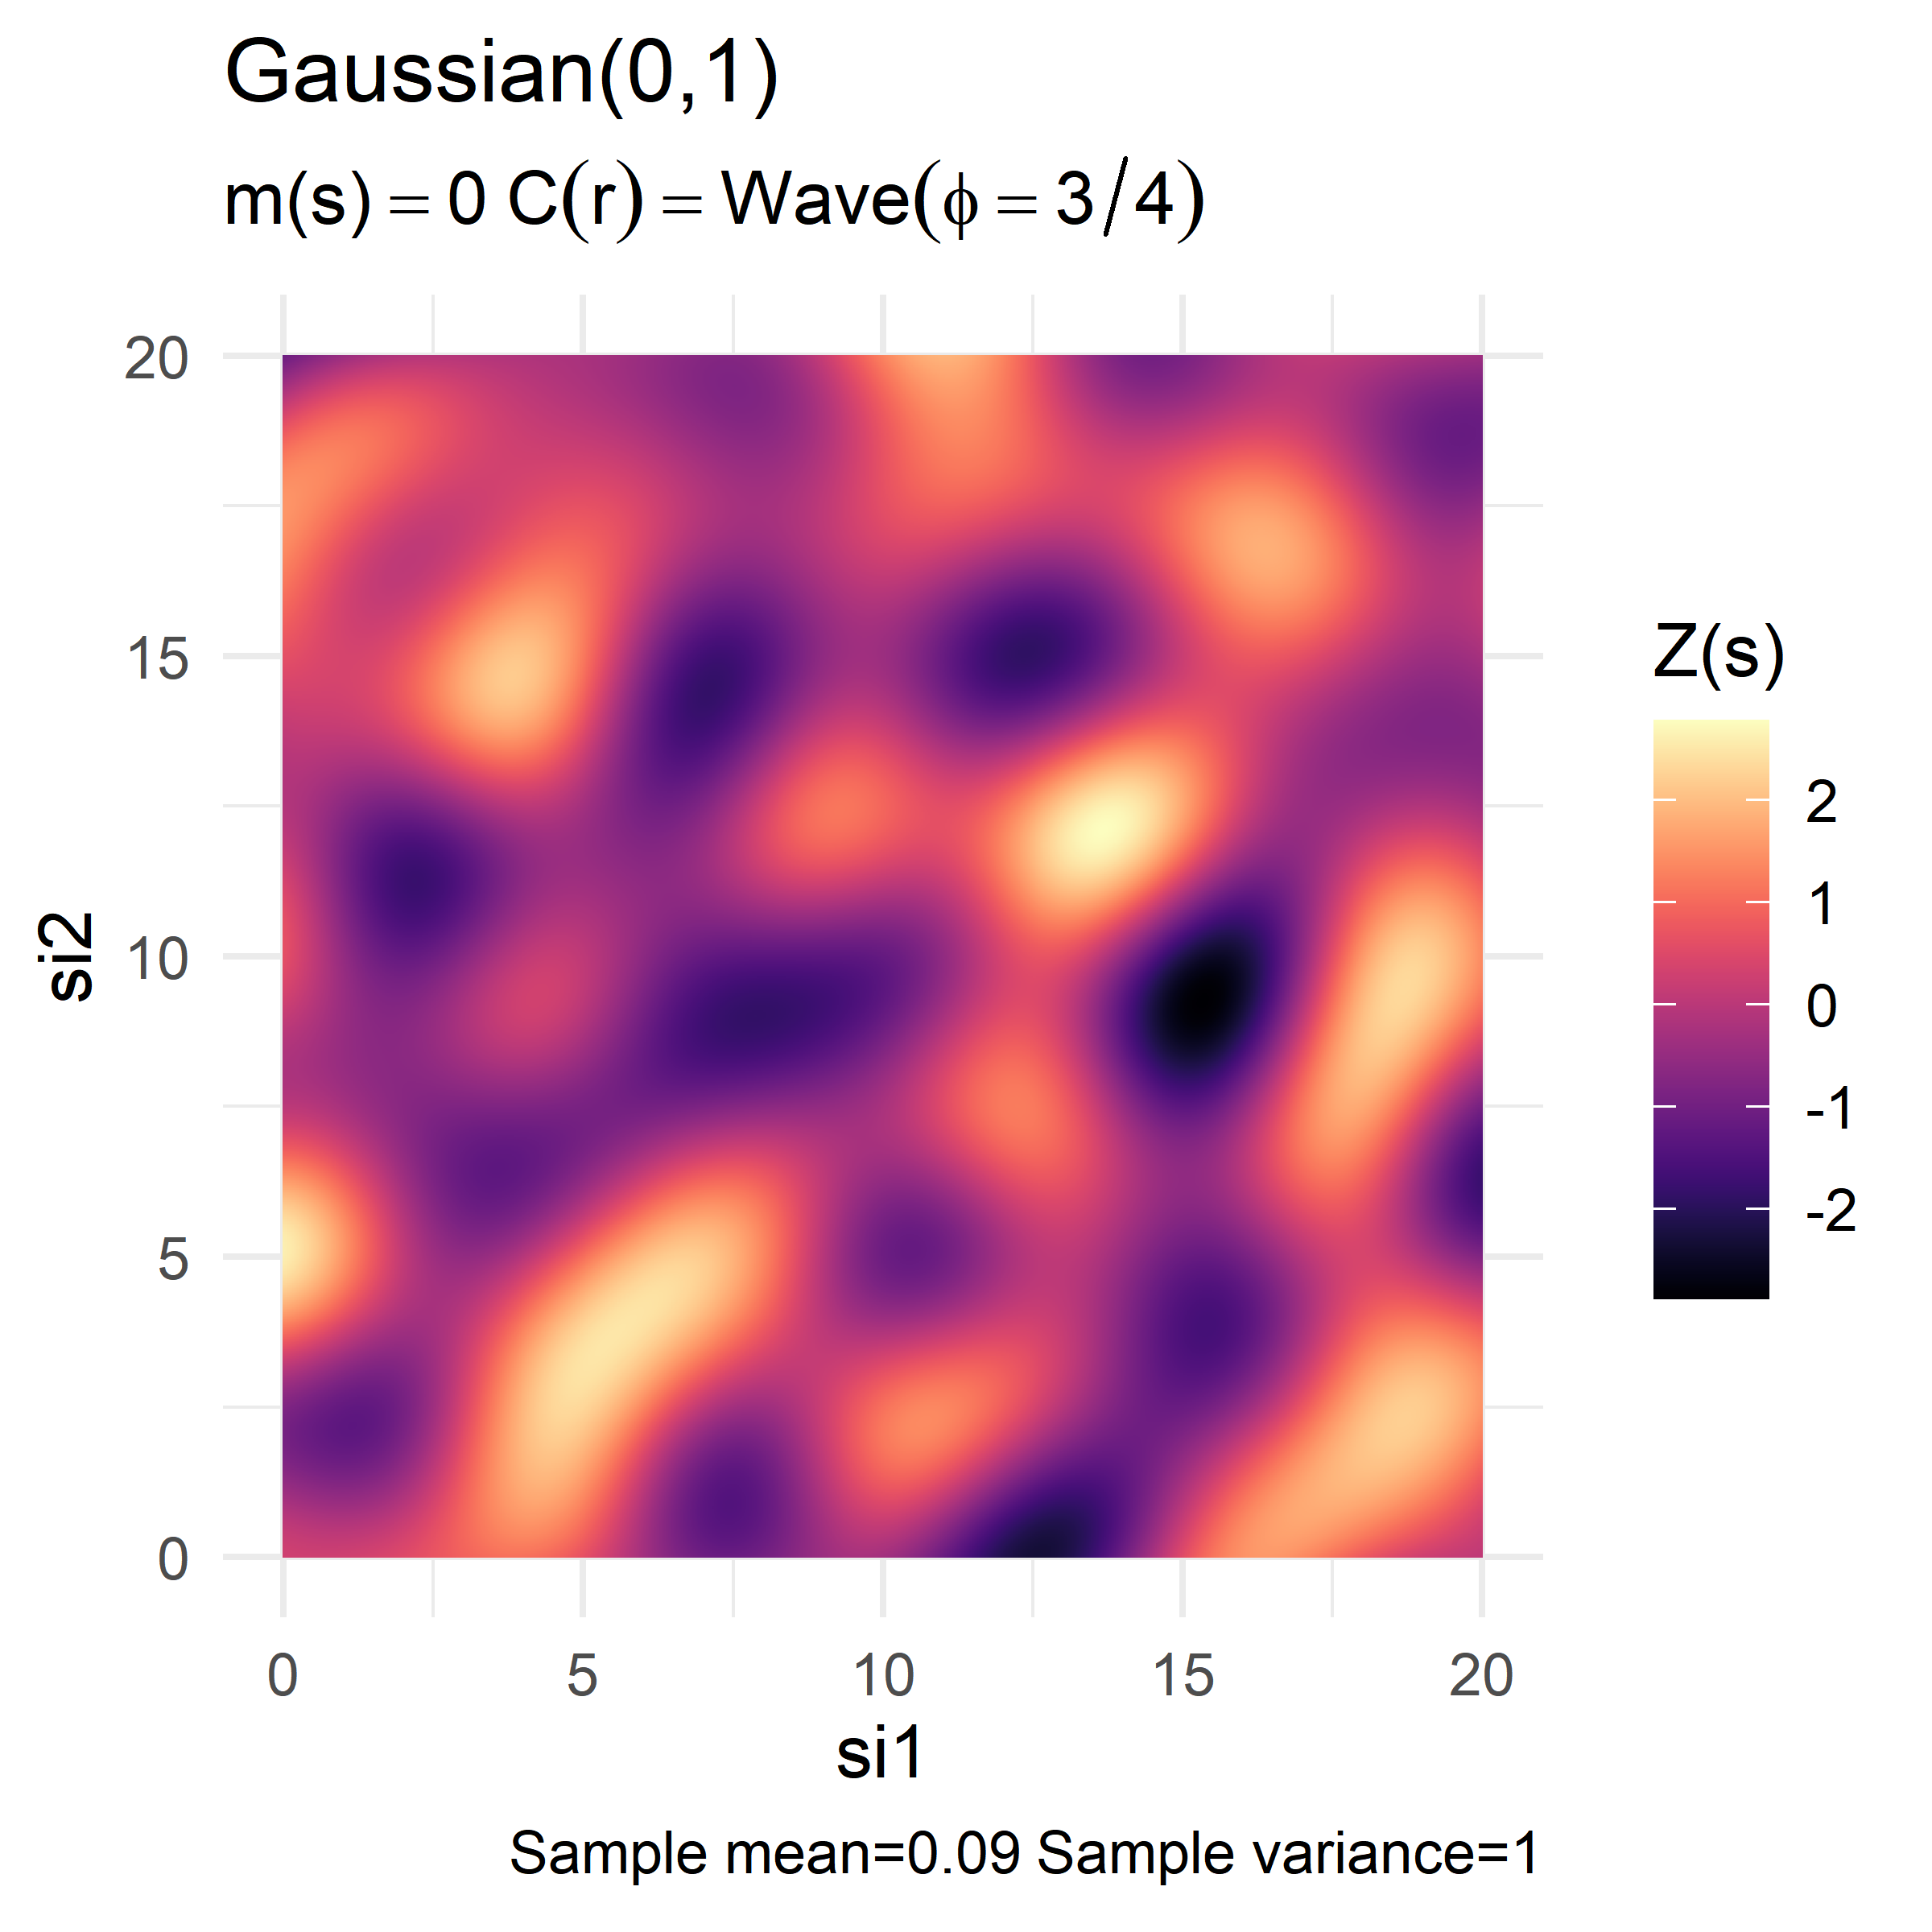 Gaussian(0,1)
m(s) = 0 C(r) = Wave(ϕ = 3/4)
20
15
10
5
0
si2
0 5 10 15 20
si1
Z(s)
2
1
0
-1
-2
Sample mean=0.09 Sample variance=1